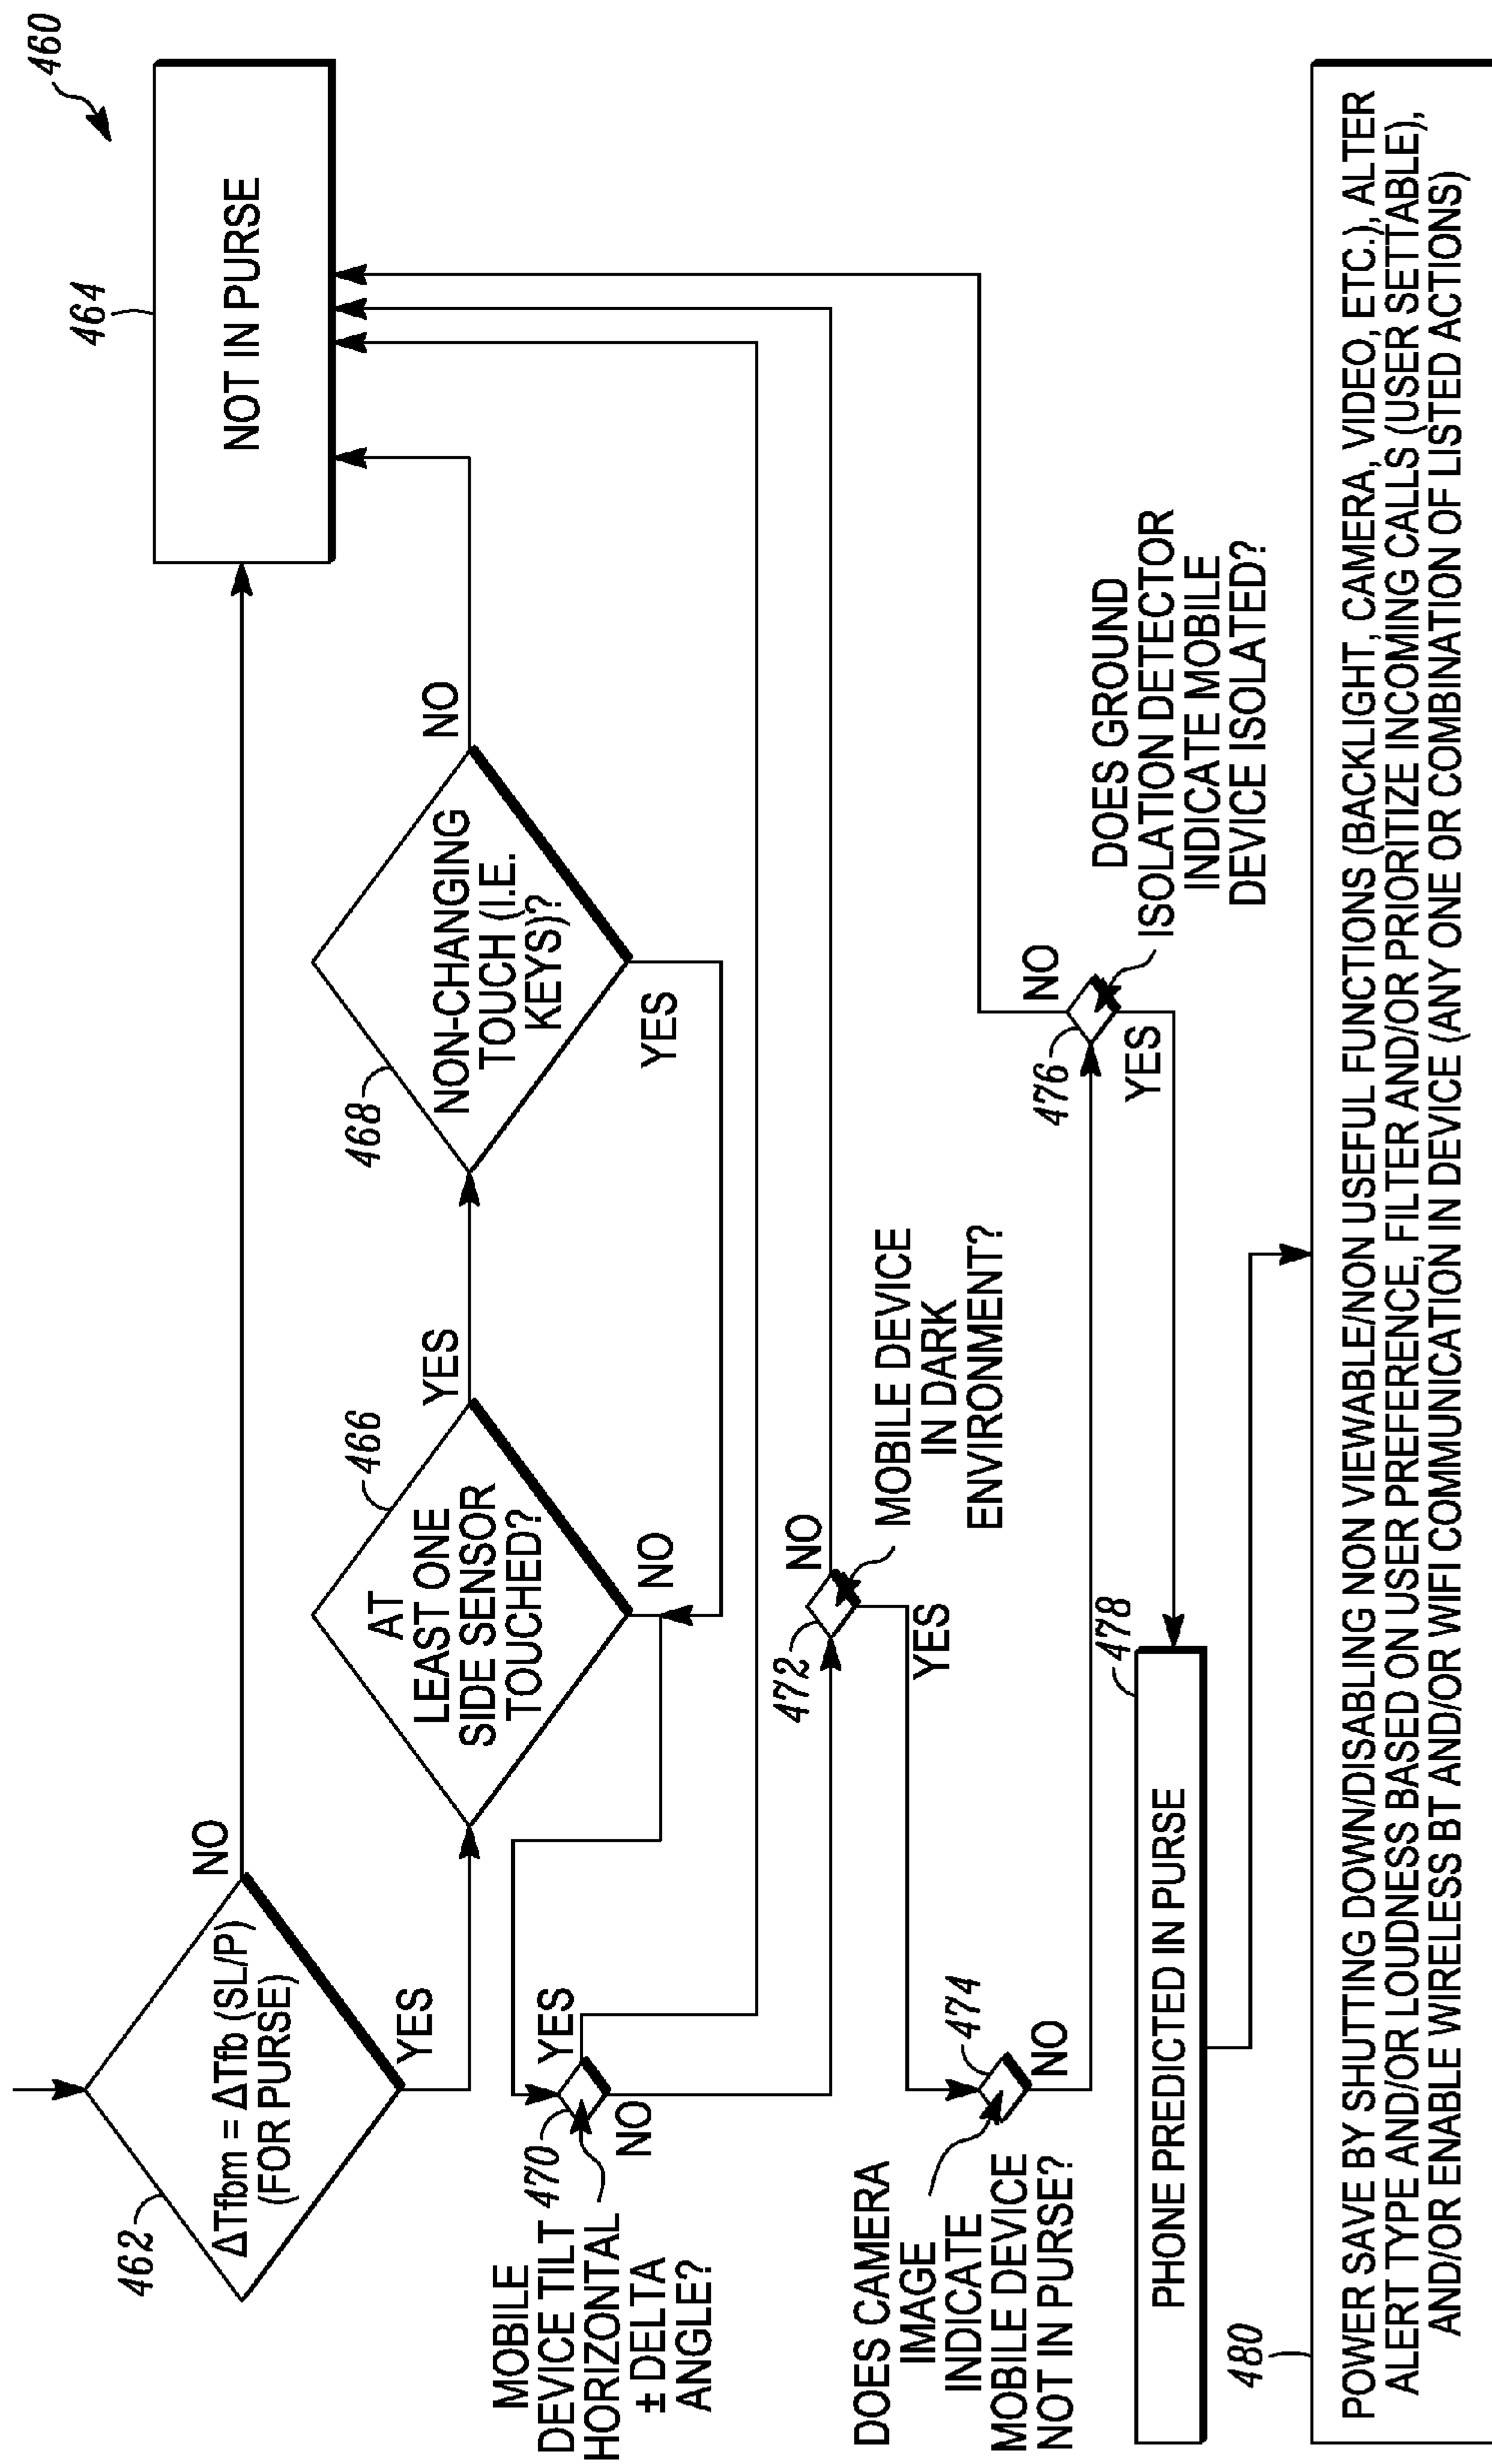 460
462
ΔTfbm = ΔTfb (SL/P)
(FOR PURSE)
NO
YES
464
NOT IN PURSE
466
AT
LEAST ONE
SIDE SENSOR
TOUCHED?
YES
NO
468
NON-CHANGING
TOUCH (I.E.
KEYS)?
NO
YES
470
MOBILE
DEVICE TILT
HORIZONTAL
± DELTA
ANGLE?
YES
NO
472
MOBILE DEVICE
IN DARK
ENVIRONMENT?
NO
YES
474
DOES CAMERA
IMAGE
INDICATE
MOBILE DEVICE
NOT IN PURSE?
NO
476
DOES GROUND
ISOLATION DETECTOR
INDICATE MOBILE
DEVICE ISOLATED?
NO
YES
478
PHONE PREDICTED IN PURSE
480
POWER SAVE BY SHUTTING DOWN/DISABLING NON VIEWABLE/NON USEFUL FUNCTIONS (BACKLIGHT, CAMERA, VIDEO, ETC.), ALTER
ALERT TYPE AND/OR LOUDNESS BASED ON USER PREFERENCE, FILTER AND/OR PRIORITIZE INCOMING CALLS (USER SETTABLE),
AND/OR ENABLE WIRELESS BT AND/OR WIFI COMMUNICATION IN DEVICE (ANY ONE OR COMBINATION OF LISTED ACTIONS)